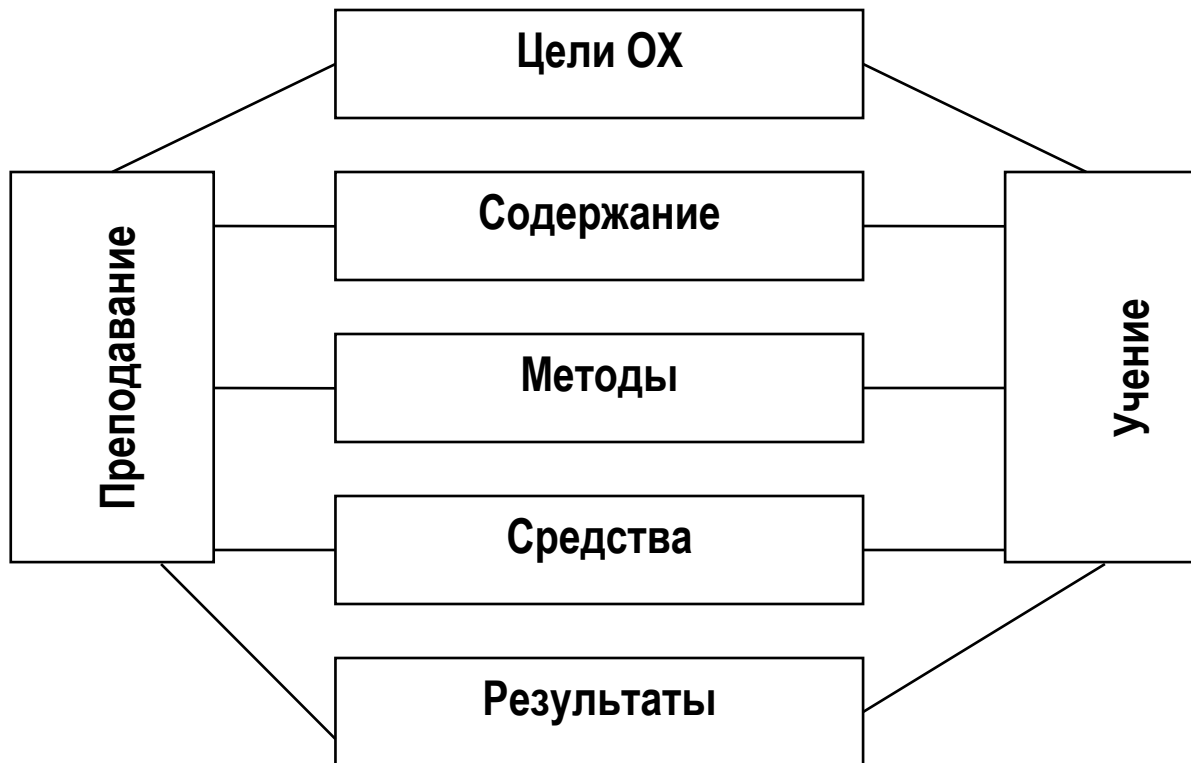 Цели ОХ
Преподавание
Содержание
Методы
Средства
Результаты
Учение